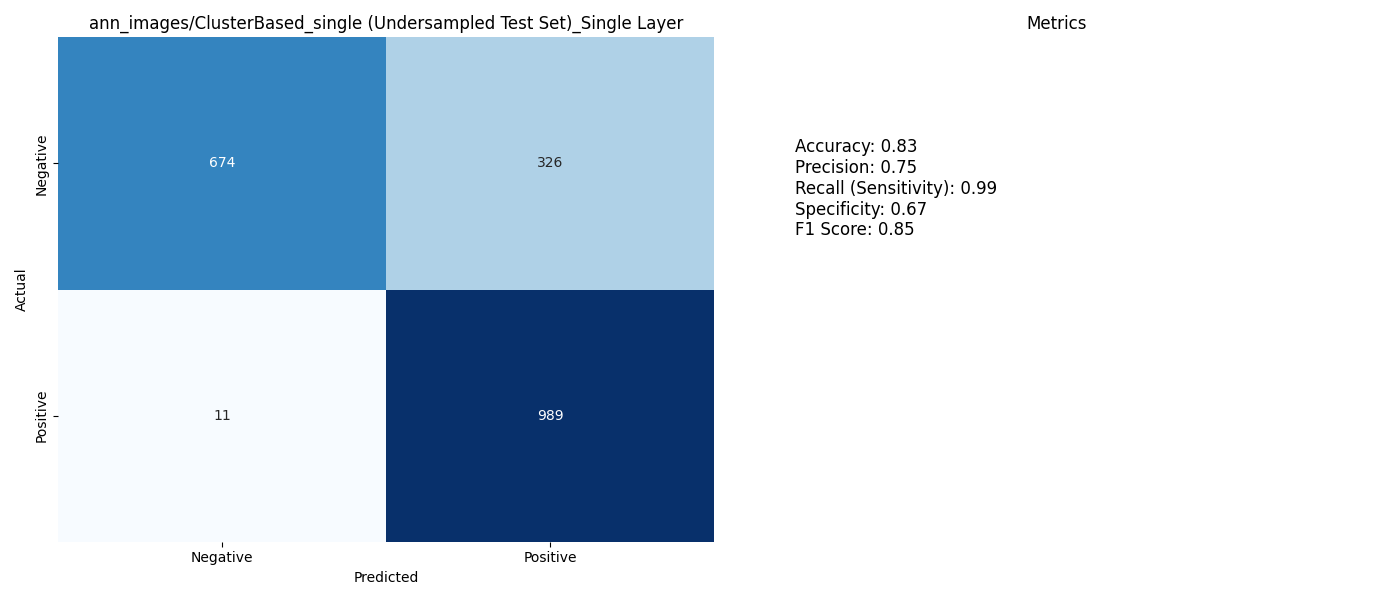 ann_images/ClusterBased_single (Undersampled Test Set)_Single Layer
Metrics
Negative
674
326
Accuracy: 0.83
Precision: 0.75
Recall (Sensitivity): 0.99
Specificity: 0.67
F1 Score: 0.85
Actual
Positive
11
989
Negative
Positive
Predicted